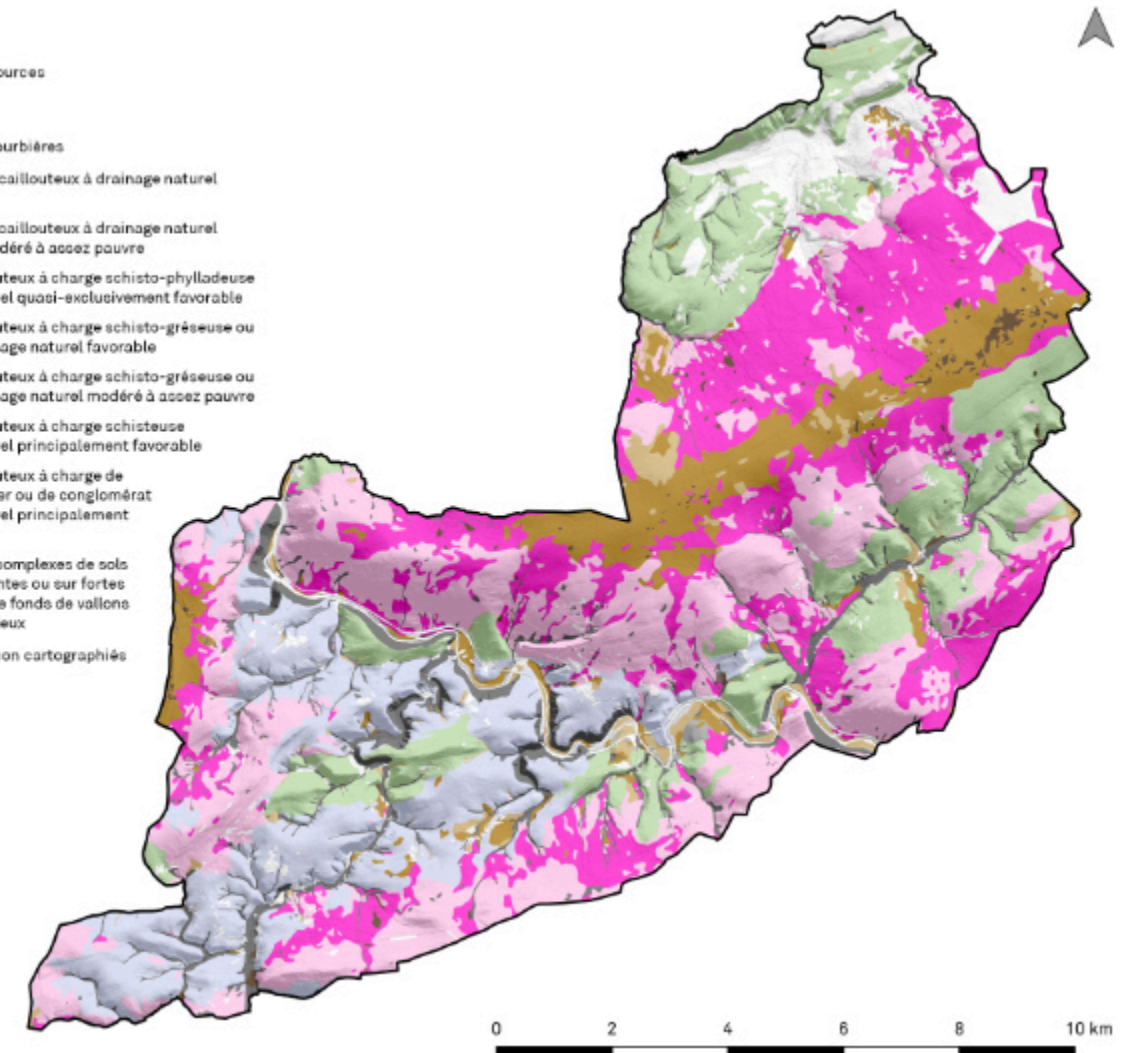 ources
ourbières
caillouteux à drainage naturel
caillouteux à drainage naturel
déré à assez pauvre
uteux à charge schisto-phylladeuse
el quasi-exclusivement favorable
uteux à charge schisto-gréseuse ou
age naturel favorable
uteux à charge schisto-gréseuse ou
age naturel modéré à assez pauvre
uteux à charge schisteuse
el principalement favorable
uteux à charge de
er ou de conglomérat
el principalement
complexes de sols
ntes ou sur fortes
e fonds de vallons
eux
on cartographiés
0 2 4 6 8 10 km